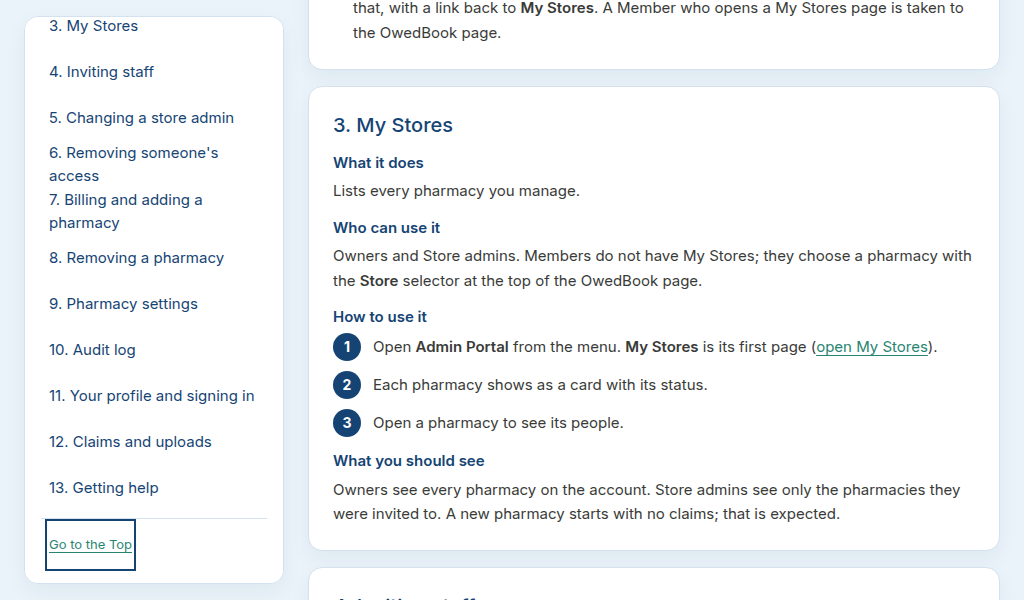 3. My Stores
4. Inviting staff
5. Changing a store admin
6. Removing someone's
access
7. Billing and adding a
pharmacy
8. Removing a pharmacy
9. Pharmacy settings
10. Audit log
11. Your profile and signing in
12. Claims and uploads
13. Getting help
Go to the Top
that, with a link back to My Stores. A Member who opens a My Stores page is taken to
the OwedBook page.
3. My Stores
What it does
Lists every pharmacy you manage.
Who can use it
Owners and Store admins. Members do not have My Stores; they choose a pharmacy with
the Store selector at the top of the OwedBook page.
How to use it
1 Open Admin Portal from the menu. My Stores is its first page (open My Stores).
2 Each pharmacy shows as a card with its status.
3 Open a pharmacy to see its people.
What you should see
Owners see every pharmacy on the account. Store admins see only the pharmacies they
were invited to. A new pharmacy starts with no claims; that is expected.